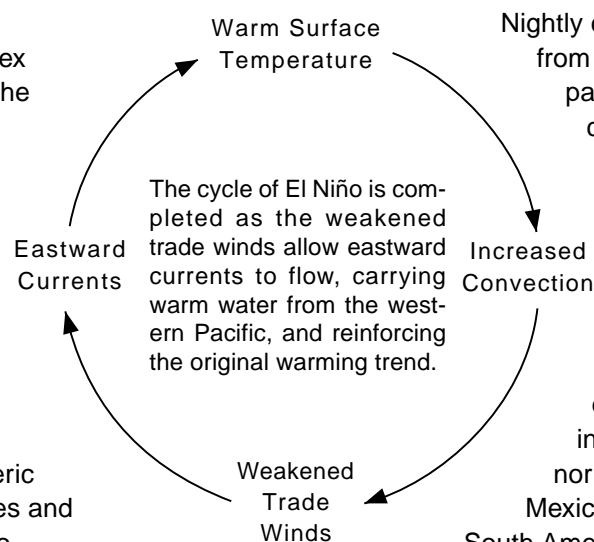 Warm Surface
Temperature
Nightly
from
The cycle of El Niño is com-
pleted as the weakened
trade winds allow eastward
currents to flow, carrying
warm water from the west-
ern Pacific, and reinforcing
the original warming trend.
Eastward
Currents
Increased
Convection
Weakened
Trade
Winds
es and
Mexic
South Ame